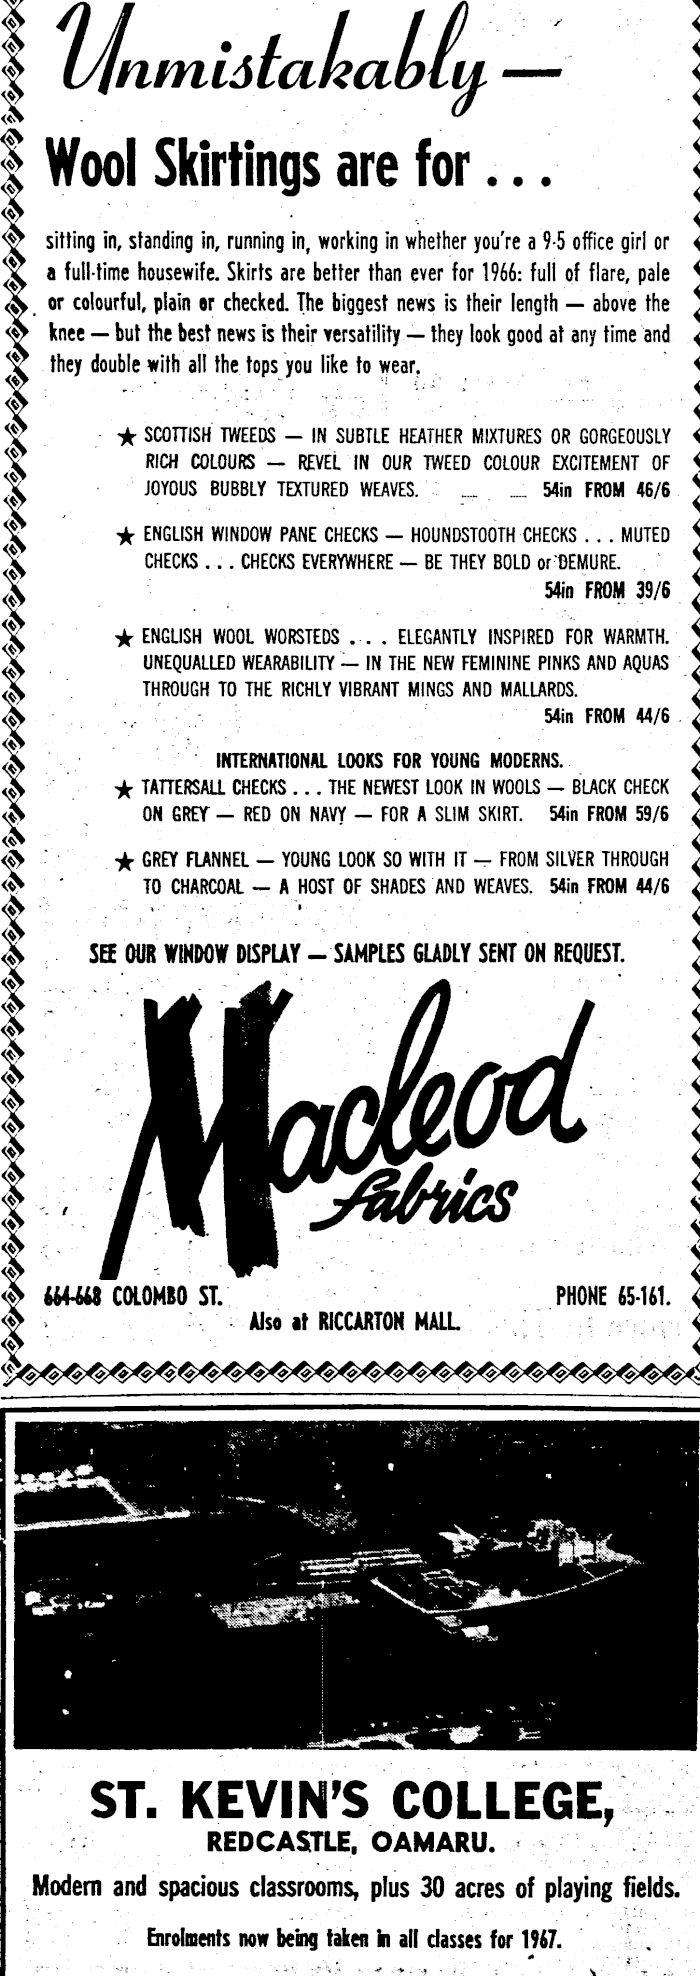 Unmistakably —
Wool Skirtings are for . . .
sitting in, standing in, running in, working in whether you're a 9-5 office girl or
a full-time housewife. Skirts are better than ever for 1966: full of flare, pale
or colourful, plain or checked. The biggest news is their length — above the
knee — but the best news is their versatility — they look good at any time and
they double with all the tops you like to wear.
★ SCOTTISH TWEEDS — IN SUBTLE HEATHER MIXTURES OR GORGEOUSLY
RICH COLOURS — REVEL IN OUR TWEED COLOUR EXCITEMENT OF
JOYOUS BUBBLY TEXTURED WEAVES. 54in FROM 46/6
★ ENGLISH WINDOW PANE CHECKS — HOUNDSTOOTH CHECKS . . . MUTED
CHECKS . . . CHECKS EVERYWHERE — BE THEY BOLD or DEMURE.
54in FROM 39/6
★ ENGLISH WOOL WORSTEDS . . . ELEGANTLY INSPIRED FOR WARMTH.
UNEQUALLED WEARABILITY — IN THE NEW FEMININE PINKS AND AQUAS
THROUGH TO THE RICHLY VIBRANT MINGS AND MALLARDS.
54in FROM 44/6
INTERNATIONAL LOOKS FOR YOUNG MODERNS.
★ TATTERSALL CHECKS . . . THE NEWEST LOOK IN WOOLS — BLACK CHECK
ON GREY — RED ON NAVY — FOR A SLIM SKIRT. 54in FROM 59/6
★ GREY FLANNEL — YOUNG LOOK SO WITH IT — FROM SILVER THROUGH
TO CHARCOAL — A HOST OF SHADES AND WEAVES. 54in FROM 44/6
SEE OUR WINDOW DISPLAY — SAMPLES GLADLY SENT ON REQUEST.
Macleod
fabrics
664-668 COLOMBO ST. PHONE 65-161.
Also at RICCARTON MALL.
ST. KEVIN'S COLLEGE,
REDCASTLE, OAMARU.
Modern and spacious classrooms, plus 30 acres of playing fields.
Enrolments now being taken in all classes for 1967.